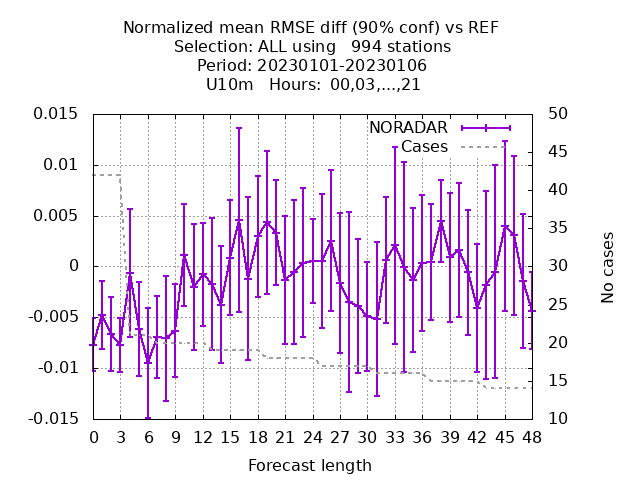 Normalized mean RMSE diff (90% conf) vs REF
Selection: ALL using   994 stations
Period: 20230101-20230106
U10m   Hours:  00,03,...,21
0.015
0.01
0.005
0
-0.005
-0.01
-0.015
50
45
40
35
30
25
20
15
10
NORADAR
Cases
No cases
0 3 6 9 12 15 18 21 24 27 30 33 36 39 42 45 48
Forecast length